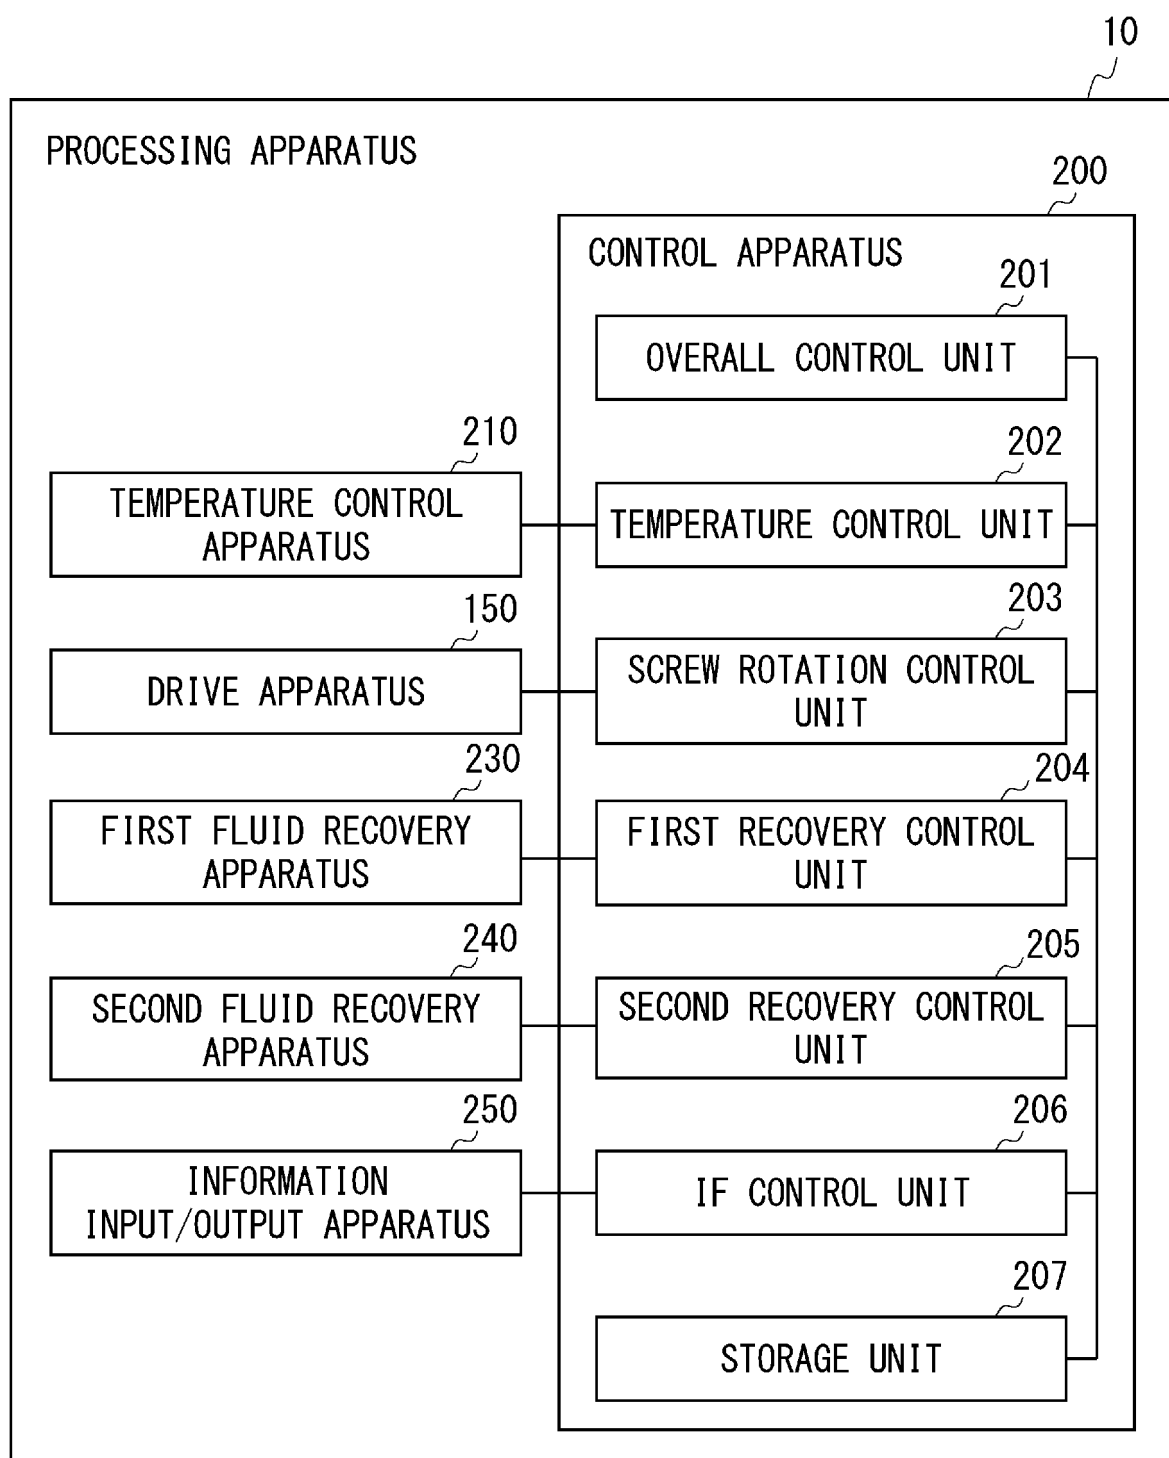 10
PROCESSING APPARATUS
200
CONTROL APPARATUS
201
OVERALL CONTROL UNIT
210
TEMPERATURE CONTROL
APPARATUS
202
TEMPERATURE CONTROL UNIT
150
DRIVE APPARATUS
203
SCREW ROTATION CONTROL
UNIT
230
FIRST FLUID RECOVERY
APPARATUS
204
FIRST RECOVERY CONTROL
UNIT
240
SECOND FLUID RECOVERY
APPARATUS
205
SECOND RECOVERY CONTROL
UNIT
250
INFORMATION
INPUT/OUTPUT APPARATUS
206
IF CONTROL UNIT
207
STORAGE UNIT